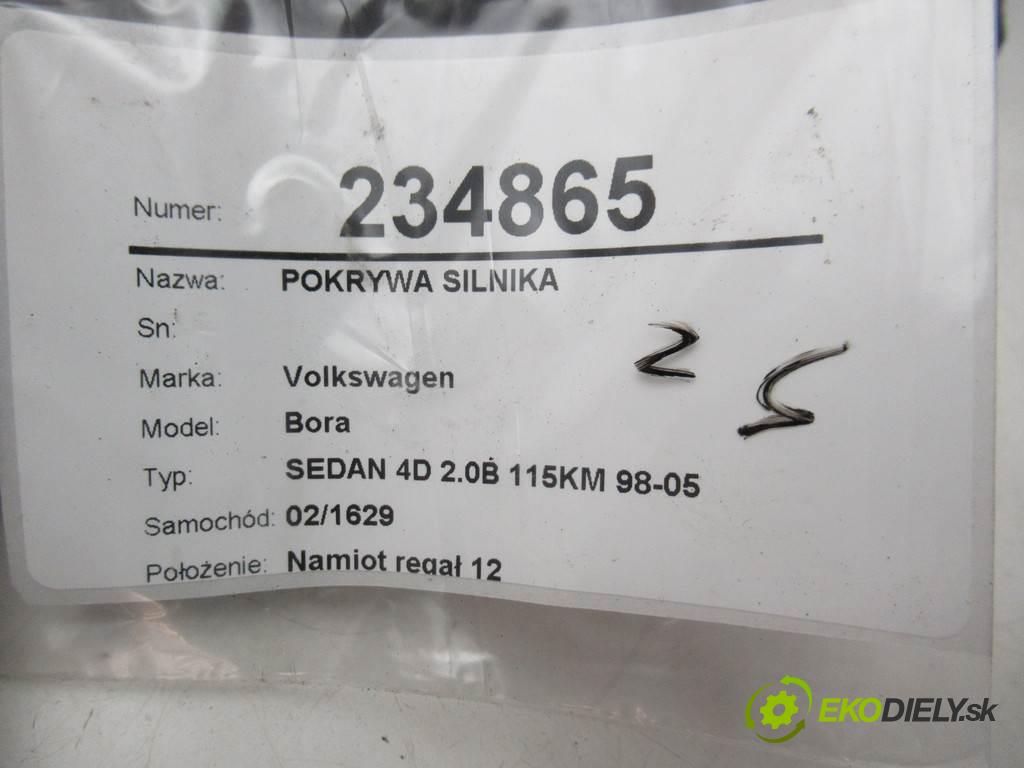 Numer: 234865
Nazwa: POKRYWA SILNIKA
Sn:
Marka: Volkswagen
Model: Bora
Typ: SEDAN 4D 2.0B 115KM 98-05
Samochód: 02/1629
Położenie: Namiot regał 12
2
EKODIELY.sk